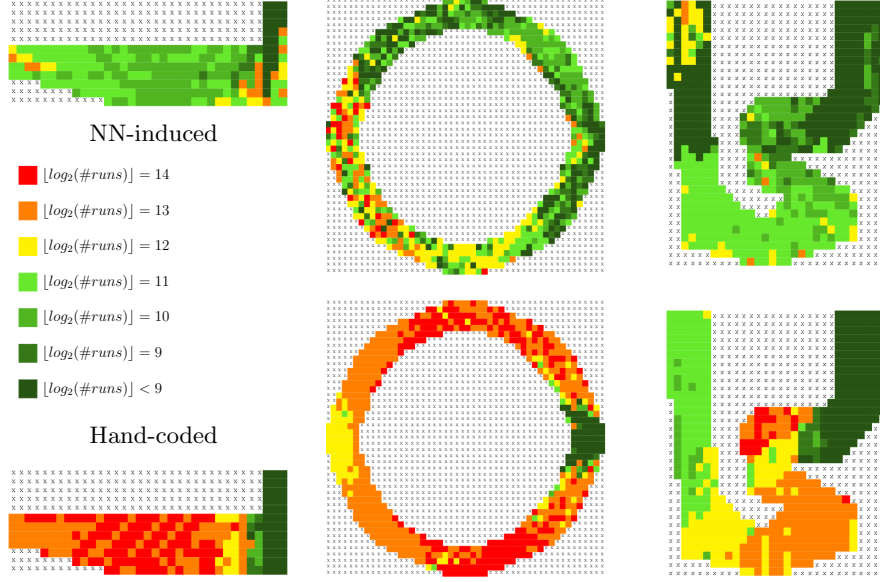 NN-induced
⌊log₂(#runs)⌋ = 14
⌊log₂(#runs)⌋ = 13
⌊log₂(#runs)⌋ = 12
⌊log₂(#runs)⌋ = 11
⌊log₂(#runs)⌋ = 10
⌊log₂(#runs)⌋ = 9
⌊log₂(#runs)⌋ < 9
Hand-coded